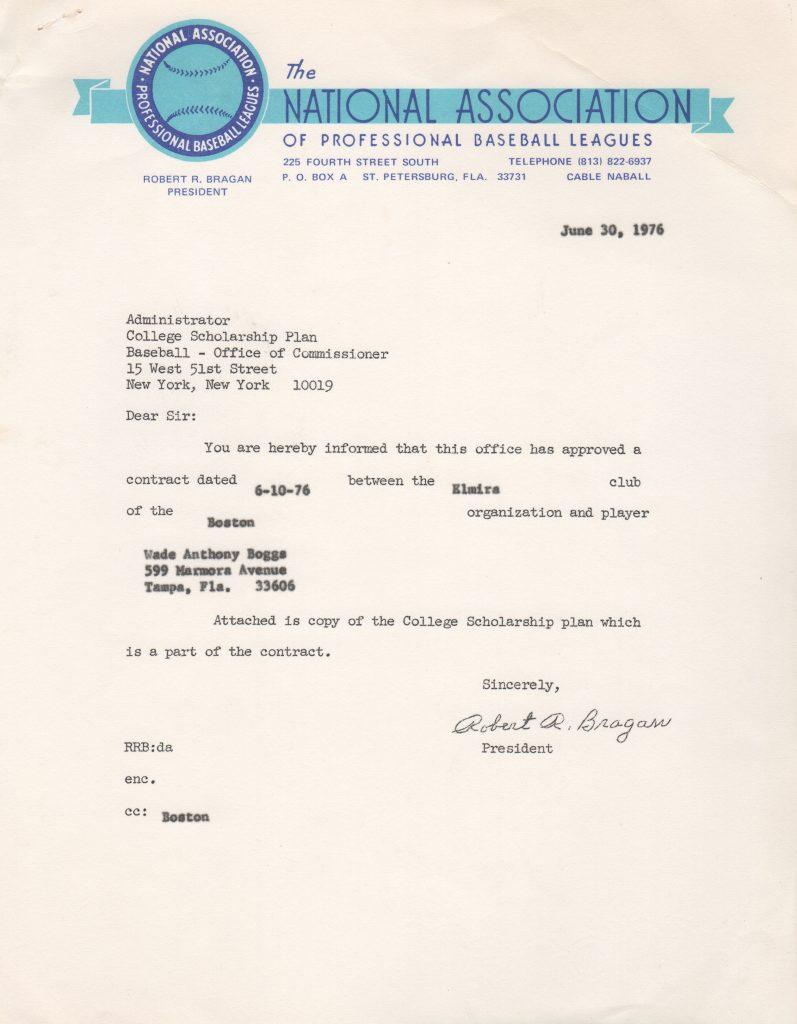 NATIONAL ASSOCIATION
PROFESSIONAL BASEBALL LEAGUES
The
NATIONAL ASSOCIATION
OF PROFESSIONAL BASEBALL LEAGUES
225 FOURTH STREET SOUTH TELEPHONE (813) 822-6937
P. O. BOX A ST. PETERSBURG, FLA. 33731 CABLE NABALL
ROBERT R. BRAGAN
PRESIDENT
June 30, 1976
Administrator
College Scholarship Plan
Baseball - Office of Commissioner
15 West 51st Street
New York, New York 10019
Dear Sir:
You are hereby informed that this office has approved a
contract dated 6-10-76 between the Elmira club
of the Boston organization and player
Wade Anthony Boggs
599 Marmora Avenue
Tampa, Fla. 33606
Attached is copy of the College Scholarship plan which
is a part of the contract.
Sincerely,
Robert R. Bragan
President
RRB:da
enc.
cc: Boston